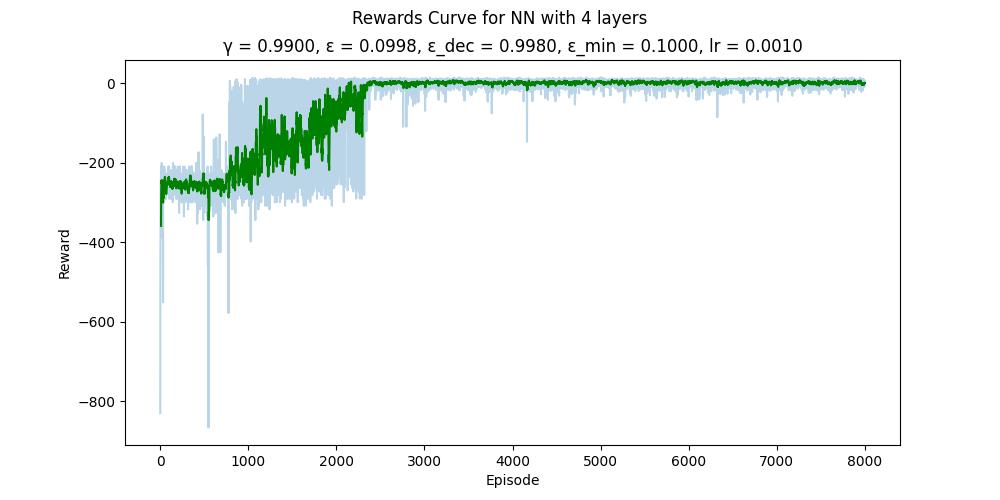 Rewards Curve for NN with 4 layers
γ = 0.9900, ε = 0.0998, ε_dec = 0.9980, ε_min = 0.1000, lr = 0.0010
Reward
0
−200
−400
−600
−800
0 1000 2000 3000 4000 5000 6000 7000 8000
Episode